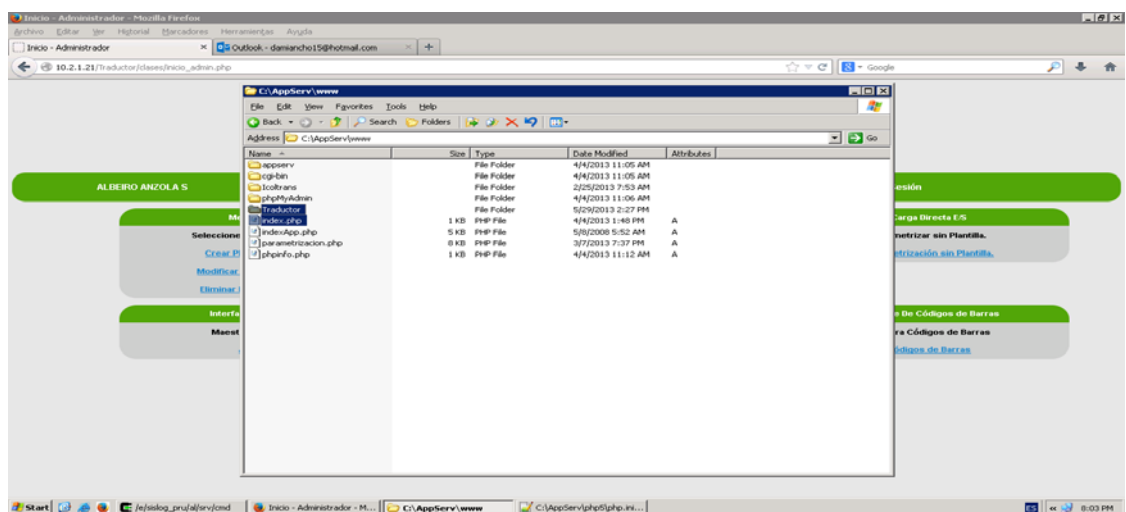 Inicio - Administrador - Mozilla Firefox
Archivo Editar Ver Historial Marcadores Herramientas Ayuda
Inicio - Administrador
Outlook - damiancho15@hotmail.com
10.2.1.21/Traductor/clases/inicio_admin.php
Google
C:\AppServ\www
File Edit View Favorites Tools Help
Back Search Folders
Address C:\AppServ\www Go
Name Size Type Date Modified Attributes
appserv File Folder 4/4/2013 11:05 AM
cgi-bin File Folder 4/4/2013 11:05 AM
Icoltrans File Folder 2/25/2013 7:53 AM
phpMyAdmin File Folder 4/4/2013 11:06 AM
Traductor File Folder 5/29/2013 2:27 PM
index.php 1 KB PHP File 4/4/2013 1:48 PM A
indexApp.php 5 KB PHP File 5/8/2008 5:52 AM A
parametrizacion.php 8 KB PHP File 3/7/2013 7:37 PM A
phpinfo.php 1 KB PHP File 4/4/2013 11:12 AM A
ALBEIRO ANZOLA S
esión
Me
Seleccione
Crear Pl
Modificar
Eliminar
Carga Directa E/S
metrizar sin Plantilla.
etrización sin Plantilla.
Interfa
Maest
e De Códigos de Barras
ra Códigos de Barras
ódigos de Barras
Start
/e/sislog_pru/al/srv/cmd
Inicio - Administrador - M...
C:\AppServ\www
C:\AppServ\php5\php.ini...
ES
8:03 PM